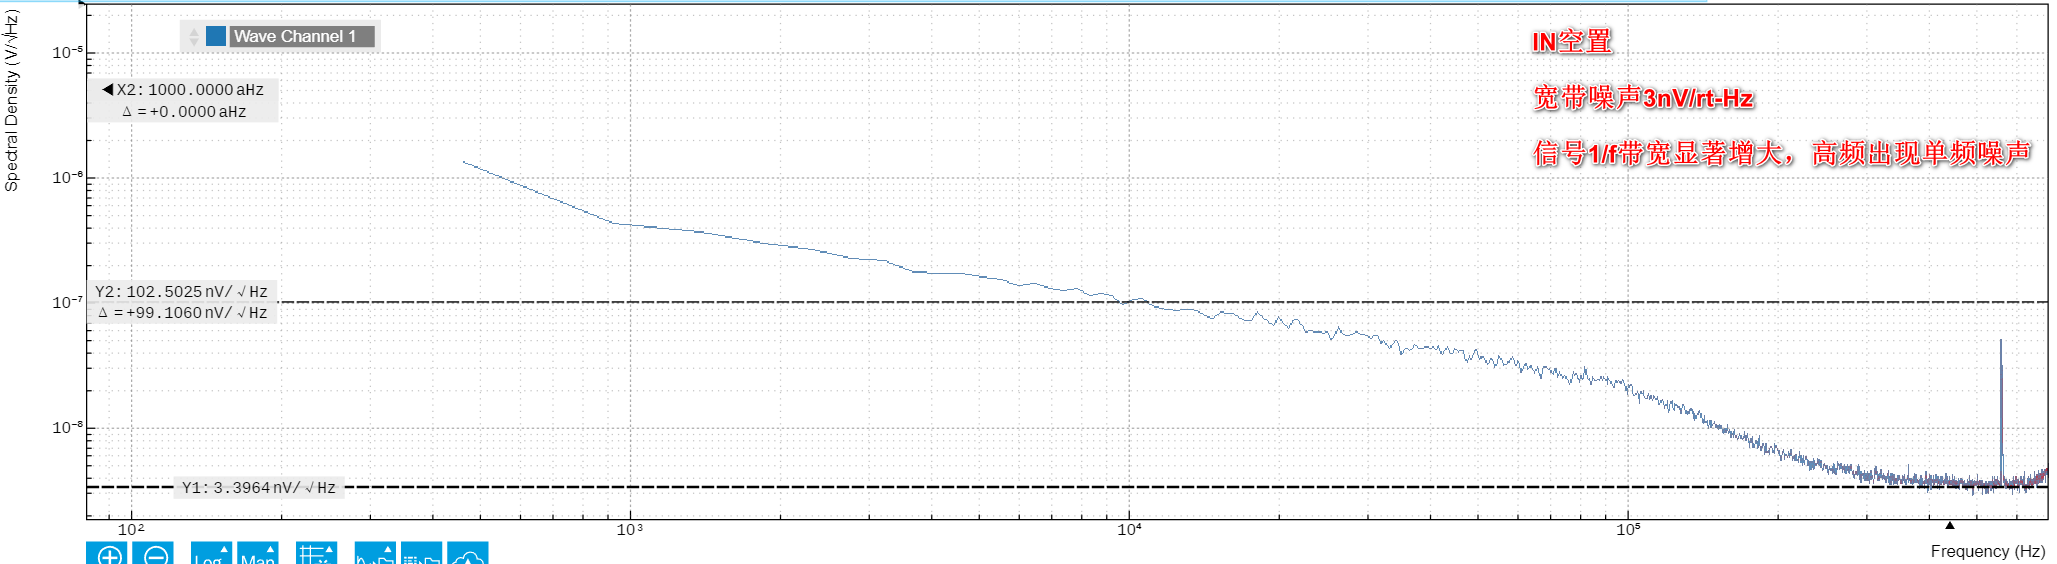 Spectral Density (V/√Hz)
Wave Channel 1
IN空置
10⁻⁵
◀X2: 1000.0000 aHz
Δ = +0.0000 aHz
宽带噪声3nV/rt-Hz
信号1/f带宽显著增大，高频出现单频噪声
10⁻⁶
Y2: 102.5025 nV/√Hz
10⁻⁷
Δ = +99.1060 nV/√Hz
10⁻⁸
Y1: 3.3964 nV/√Hz
10² 10³ 10⁴ 10⁵
Frequency (Hz)
Log Man